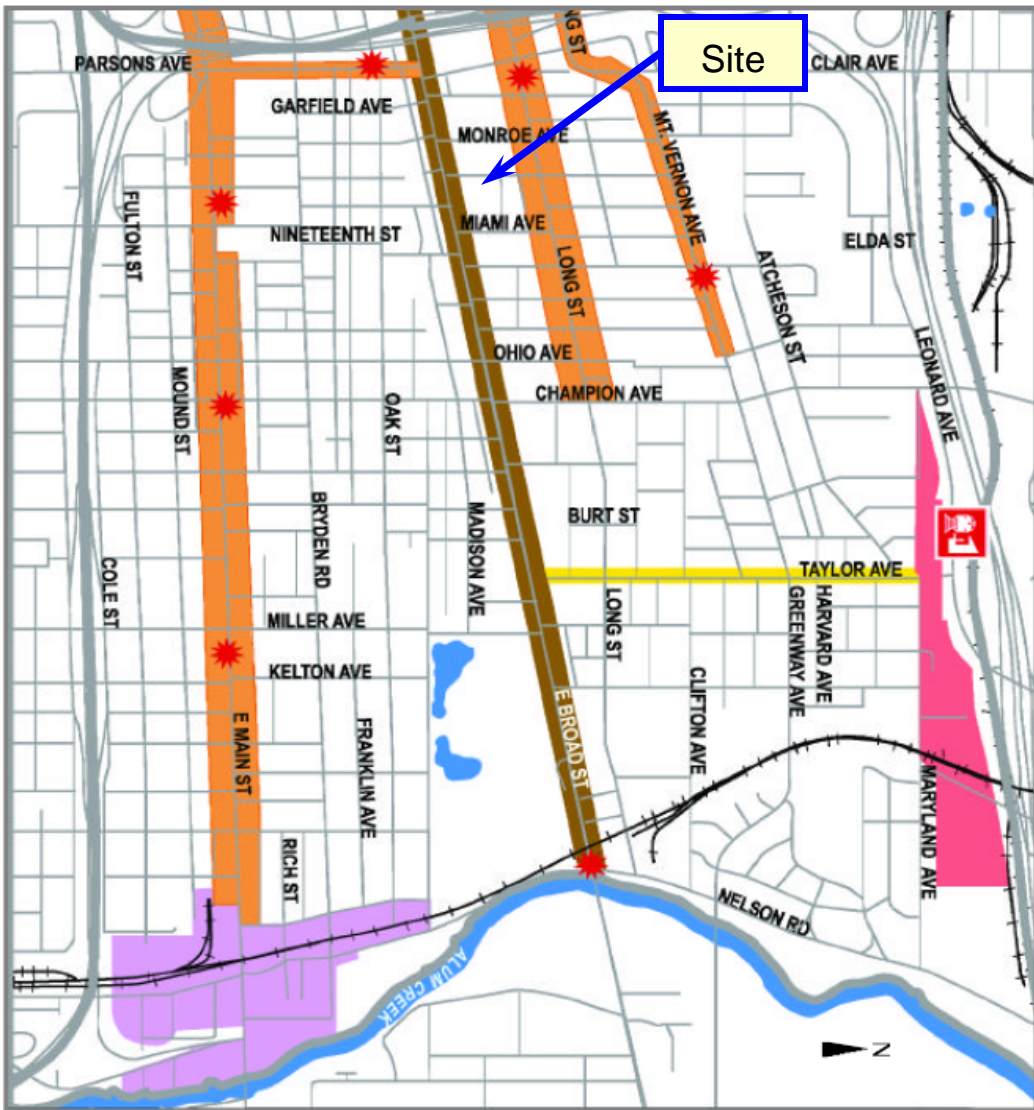 NG ST
Site
CLAIR AVE
PARSONS AVE
GARFIELD AVE
MONROE AVE
MT. VERNON AVE
FULTON ST
NINETEENTH ST
MIAMI AVE
ELDA ST
LONG ST
ATCHESON ST
OHIO AVE
LEONARD AVE
CHAMPION AVE
MOUND ST
OAK ST
BRYDEN RD
MADISON AVE
BURT ST
TAYLOR AVE
COLE ST
LONG ST
GREENWAY AVE
HARVARD AVE
MILLER AVE
KELTON AVE
CLIFTON AVE
E BROAD ST
E MAIN ST
FRANKLIN AVE
MARYLAND AVE
RICH ST
NELSON RD
ALUM CREEK
N